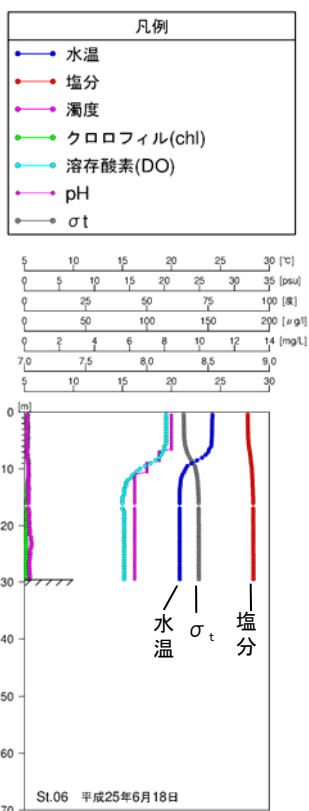 凡例
水温
塩分
濁度
クロロフィル(chl)
溶存酸素(DO)
pH
σt
5 10 15 20 25 30 [℃]
0 5 10 15 20 25 30 35 [psu]
0 25 50 75 100 [度]
0 50 100 150 200 [μg/l]
0 2 4 6 8 10 12 14 [mg/L]
7.0 7.5 8.0 8.5 9.0
5 10 15 20 25 30
[m]
0
10
20
30
40
50
60
70
水温
σt
塩分
St.06 平成25年6月18日